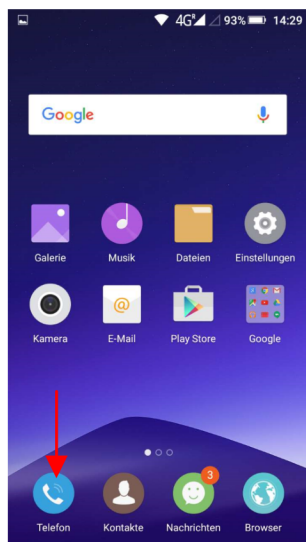 4G R 93% 14:29
Google
Galerie Musik Dateien Einstellungen
@
Kamera E-Mail Play Store Google
3
Telefon Kontakte Nachrichten Browser